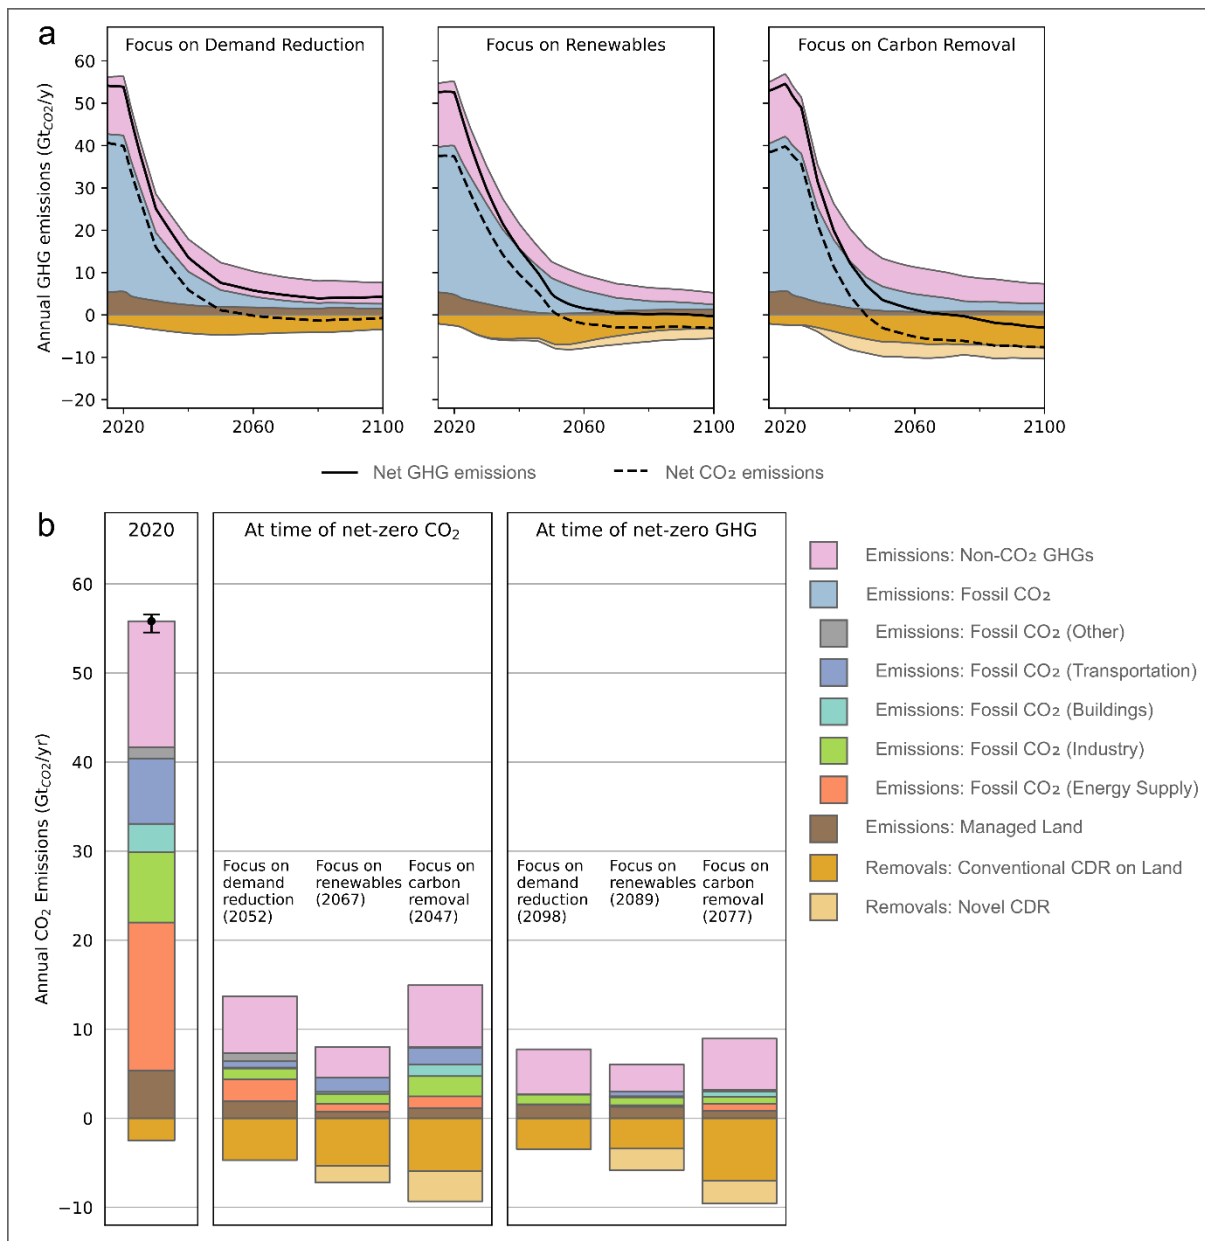 a
Focus on Demand Reduction
Focus on Renewables
Focus on Carbon Removal
Annual GHG emissions (Gt_CO2/y)
60
50
40
30
20
10
0
−10
−20
2020
2060
2100
2020
2060
2100
2020
2060
2100
Net GHG emissions
Net CO₂ emissions
b
2020
At time of net-zero CO₂
At time of net-zero GHG
Annual CO₂ Emissions (Gt_CO2/yr)
60
50
40
30
20
10
0
−10
Focus on
demand
reduction
(2052)
Focus on
renewables
(2067)
Focus on
carbon
removal
(2047)
Focus on
demand
reduction
(2098)
Focus on
renewables
(2089)
Focus on
carbon
removal
(2077)
Emissions: Non-CO₂ GHGs
Emissions: Fossil CO₂
Emissions: Fossil CO₂ (Other)
Emissions: Fossil CO₂ (Transportation)
Emissions: Fossil CO₂ (Buildings)
Emissions: Fossil CO₂ (Industry)
Emissions: Fossil CO₂ (Energy Supply)
Emissions: Managed Land
Removals: Conventional CDR on Land
Removals: Novel CDR